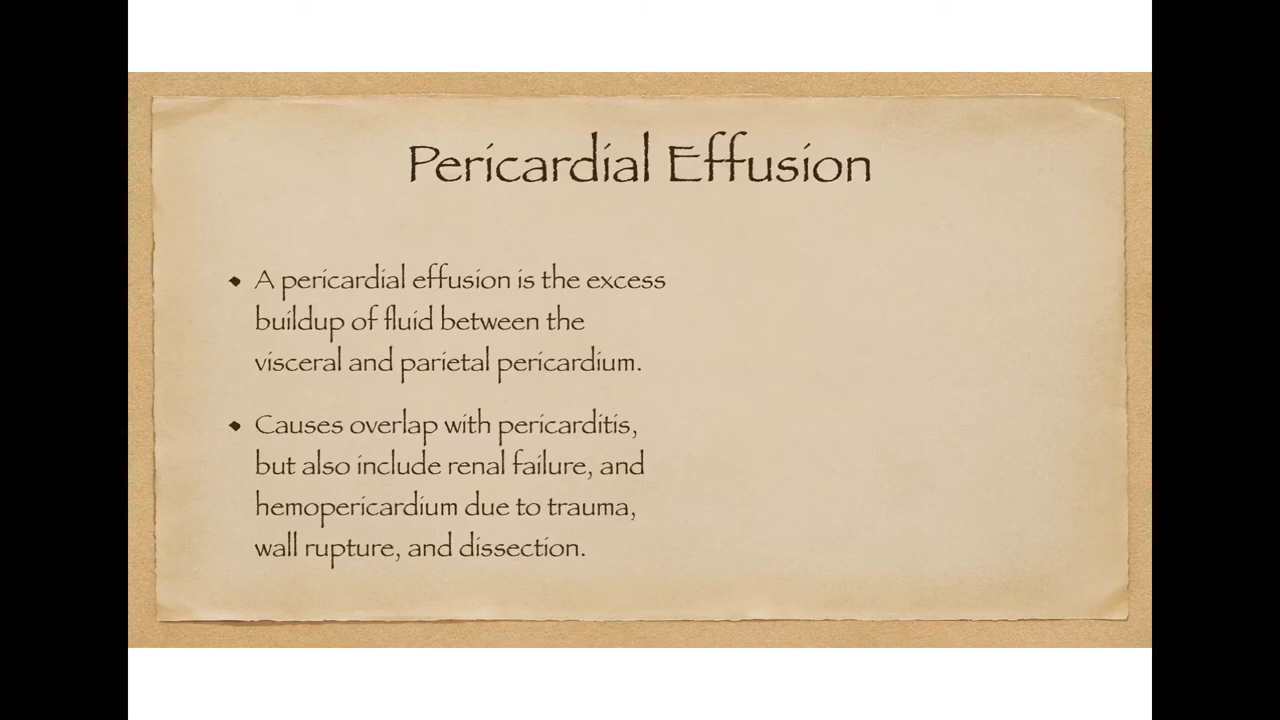 Pericardial Effusion
• A pericardial effusion is the excess
buildup of fluid between the
visceral and parietal pericardium.
• Causes overlap with pericarditis,
but also include renal failure, and
hemopericardium due to trauma,
wall rupture, and dissection.